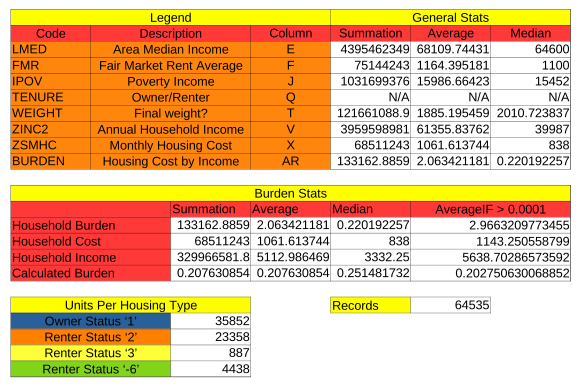 Legend General Stats
Code Description Column Summation Average Median
LMED Area Median Income E 4395462349 68109.74431 64600
FMR Fair Market Rent Average F 75144243 1164.395181 1100
IPOV Poverty Income J 1031699376 15986.66423 15452
TENURE Owner/Renter Q N/A N/A N/A
WEIGHT Final weight? T 121661088.9 1885.195459 2010.723837
ZINC2 Annual Household Income V 3959598981 61355.83762 39987
ZSMHC Monthly Housing Cost X 68511243 1061.613744 838
BURDEN Housing Cost by Income AR 133162.8859 2.063421181 0.220192257
Burden Stats
Summation Average Median AverageIF > 0.0001
Household Burden 133162.8859 2.063421181 0.220192257 2.9663209773455
Household Cost 68511243 1061.613744 838 1143.250558799
Household Income 329966581.8 5112.986469 3332.25 5638.70286573592
Calculated Burden 0.207630854 0.207630854 0.251481732 0.202750630068852
Units Per Housing Type Records 64535
Owner Status ‘1’ 35852
Renter Status ‘2’ 23358
Renter Status ‘3’ 887
Renter Status ‘-6’ 4438